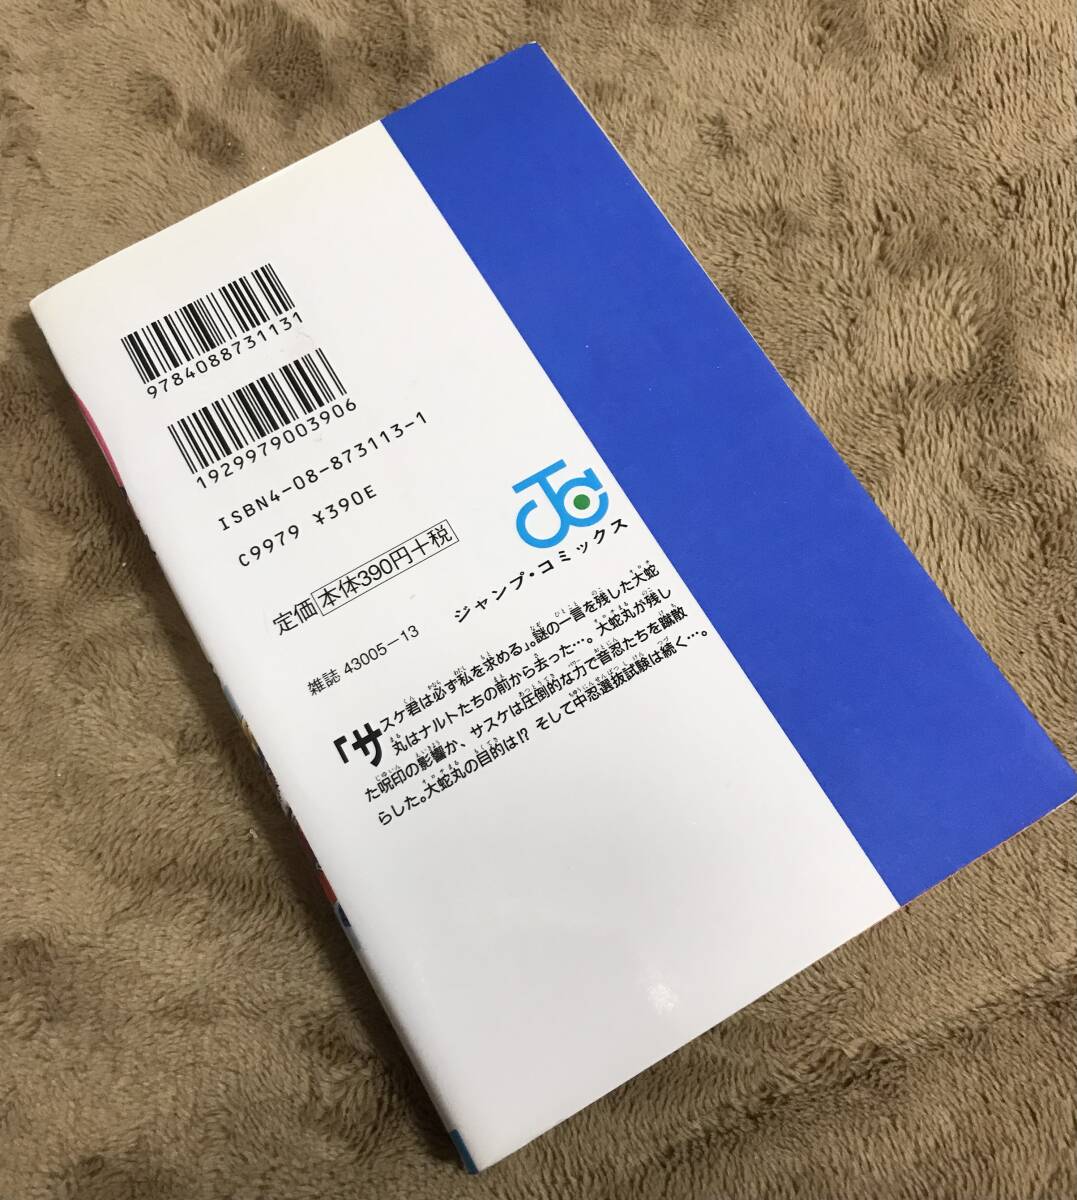 9784088731131
1929979003906
ISBN4-08-873113-1
C9979 ¥390E
定価 本体390円+税
雑誌 43005-13
JC
ジャンプ・コミックス
「サスケ君は必ず私を求める」。謎の一言を残した大蛇
丸はナルトたちの前から去った…。大蛇丸が残し
た呪印の影響か、サスケは圧倒的な力で音忍たちを蹴散
らした。大蛇丸の目的は!? そして中忍選抜試験は続く…。